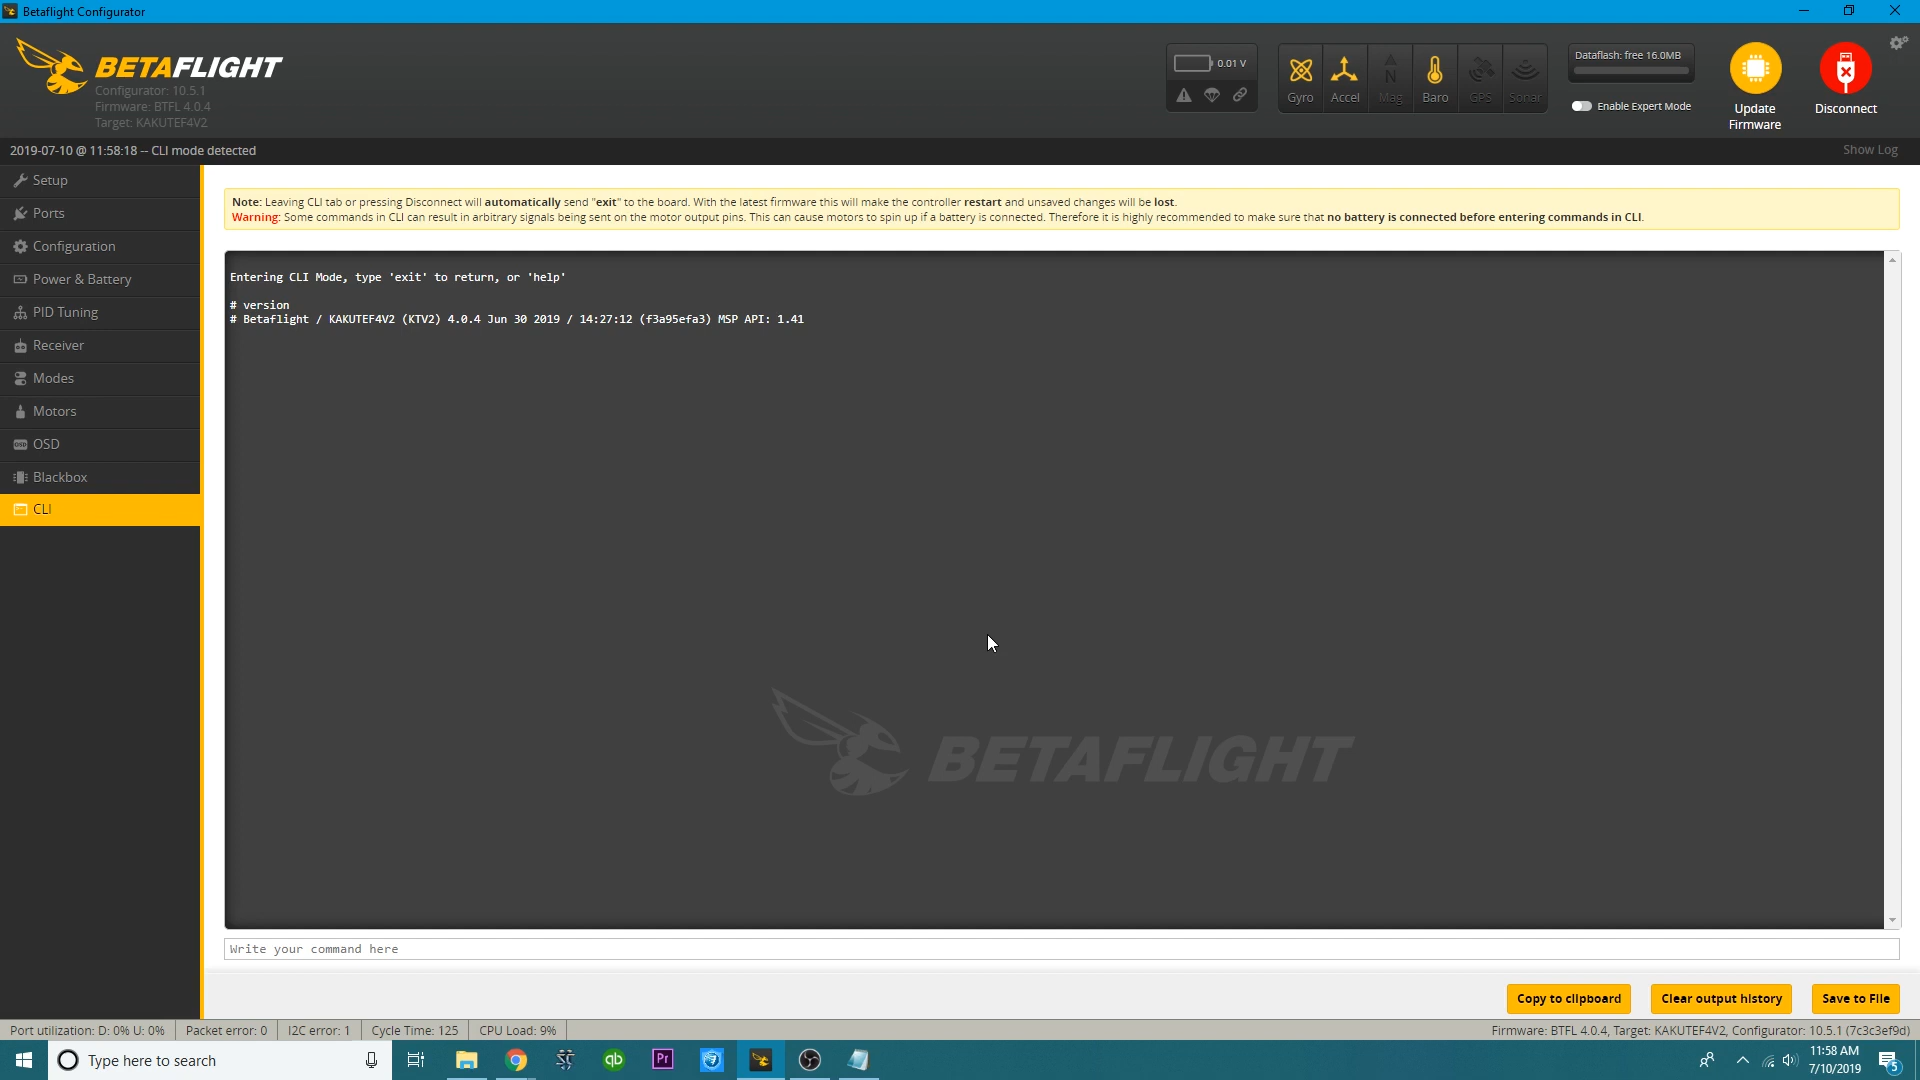 Betaflight Configurator
BETAFLIGHT
Configurator: 10.5.1
Firmware: BTFL 4.0.4
Target: KAKUTEF4V2
0.01 V
Gyro
Accel
Mag
Baro
GPS
Sonar
Dataflash: free 16.0MB
Enable Expert Mode
Update
Firmware
Disconnect
2019-07-10 @ 11:58:18 -- CLI mode detected
Show Log
Setup
Ports
Configuration
Power & Battery
PID Tuning
Receiver
Modes
Motors
OSD
Blackbox
CLI
Note: Leaving CLI tab or pressing Disconnect will automatically send "exit" to the board. With the latest firmware this will make the controller restart and unsaved changes will be lost.
Warning: Some commands in CLI can result in arbitrary signals being sent on the motor output pins. This can cause motors to spin up if a battery is connected. Therefore it is highly recommended to make sure that no battery is connected before entering commands in CLI.
Entering CLI Mode, type 'exit' to return, or 'help'
# version
# Betaflight / KAKUTEF4V2 (KTV2) 4.0.4 Jun 30 2019 / 14:27:12 (f3a95efa3) MSP API: 1.41
BETAFLIGHT
Write your command here
Copy to clipboard
Clear output history
Save to File
Port utilization: D: 0% U: 0%
Packet error: 0
I2C error: 1
Cycle Time: 125
CPU Load: 9%
Firmware: BTFL 4.0.4, Target: KAKUTEF4V2, Configurator: 10.5.1 (7c3c3ef9d)
Type here to search
qb
Pr
11:58 AM
7/10/2019
5